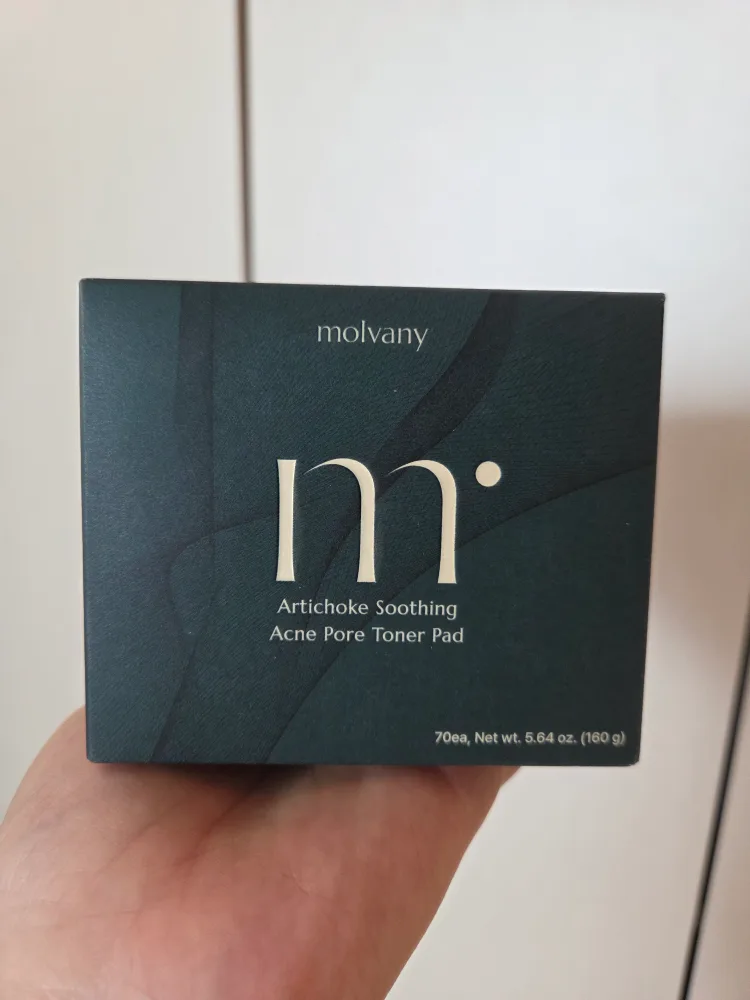 molvany
m
Artichoke Soothing
Acne Pore Toner Pad
70ea, Net wt. 5.64 oz. (160 g)